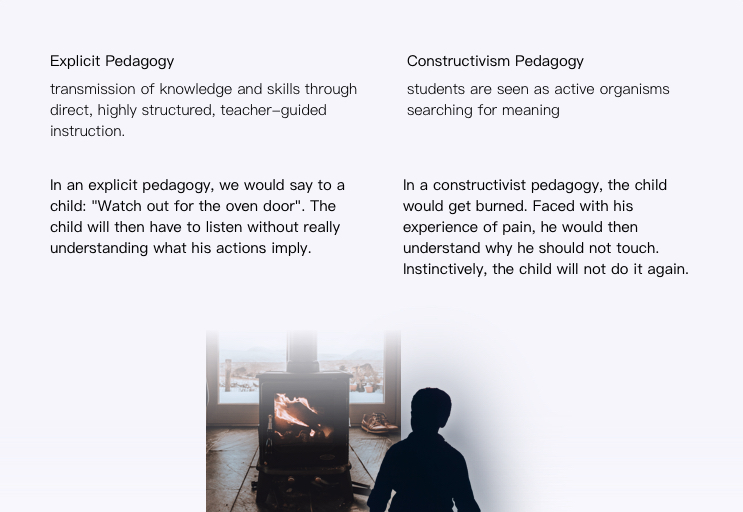 Explicit Pedagogy
transmission of knowledge and skills through
direct, highly structured, teacher-guided
instruction.
In an explicit pedagogy, we would say to a
child: "Watch out for the oven door". The
child will then have to listen without really
understanding what his actions imply.
Constructivism Pedagogy
students are seen as active organisms
searching for meaning
In a constructivist pedagogy, the child
would get burned. Faced with his
experience of pain, he would then
understand why he should not touch.
Instinctively, the child will not do it again.